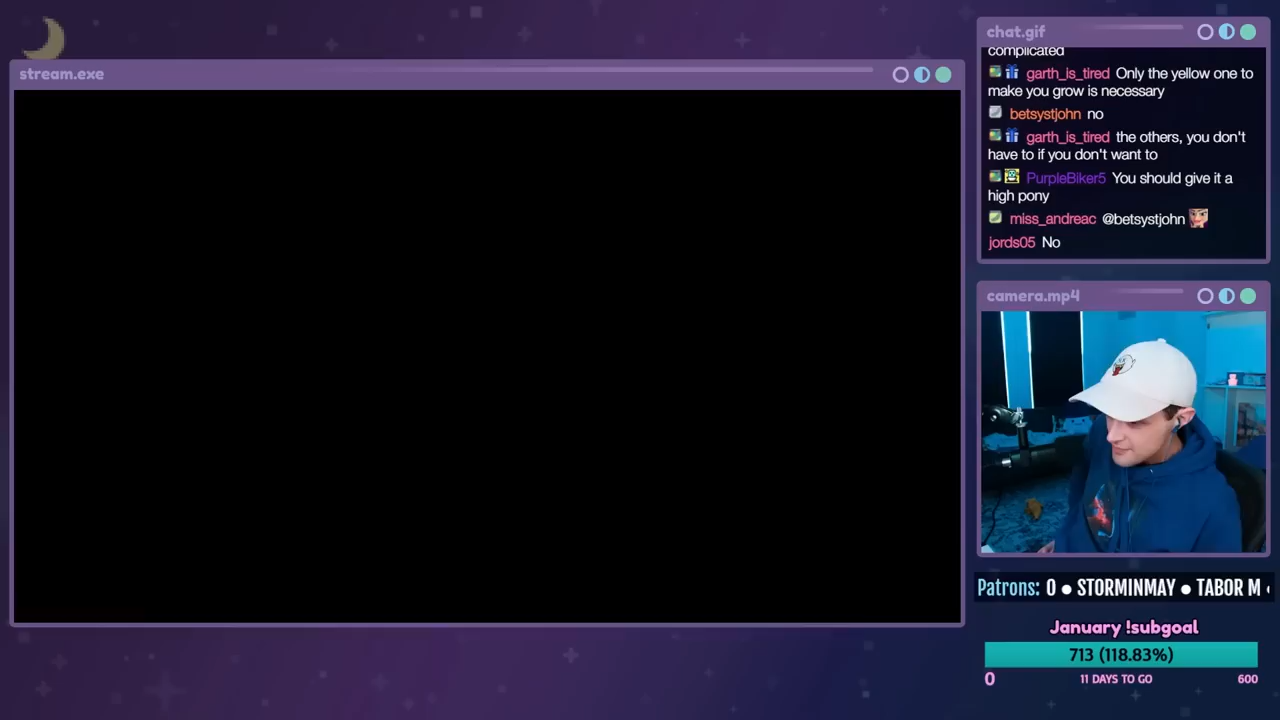 stream.exe
chat.gif
complicated
garth_is_tired Only the yellow one to
make you grow is necessary
betsystjohn no
garth_is_tired the others, you don't
have to if you don't want to
PurpleBiker5 You should give it a
high pony
miss_andreac @betsystjohn
jords05 No
camera.mp4
Patrons: O ● STORMINMAY ● TABOR M
January !subgoal
713 (118.83%)
0 11 DAYS TO GO 600